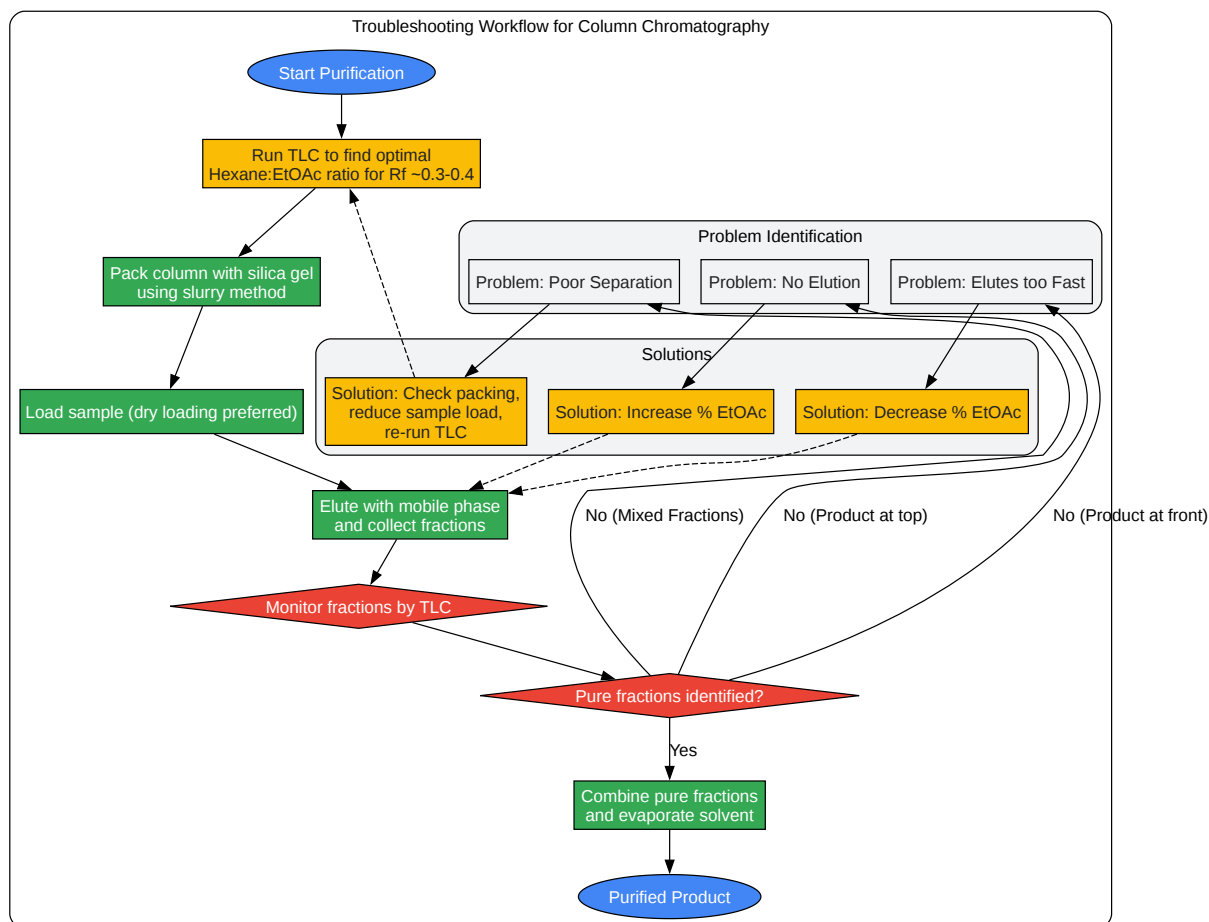 Troubleshooting Workflow for Column Chromatography
Start Purification
Run TLC to find optimal
Hexane:EtOAc ratio for Rf ~0.3-0.4
Problem Identification
Pack column with silica gel
using slurry method
Problem: Poor Separation
Problem: No Elution
Problem: Elutes too Fast
Solutions
Load sample (dry loading preferred)
Solution: Check packing,
reduce sample load,
re-run TLC
Solution: Increase % EtOAc
Solution: Decrease % EtOAc
Elute with mobile phase
and collect fractions
No (Mixed Fractions)
No (Product at top)
No (Product at front)
Monitor fractions by TLC
Pure fractions identified?
Yes
Combine pure fractions
and evaporate solvent
Purified Product